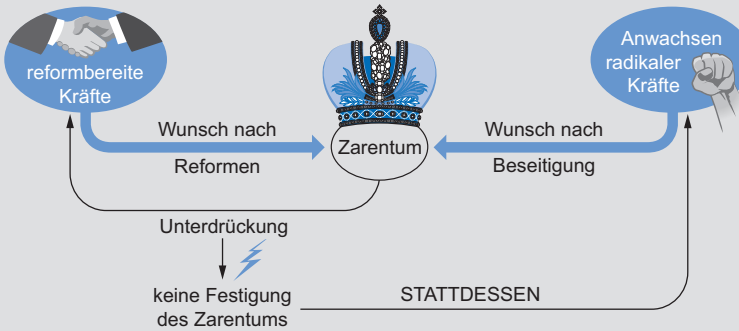 reformbereite
Kräfte
Anwachsen
radikaler
Kräfte
Wunsch nach
Reformen
Zarentum
Wunsch nach
Beseitigung
Unterdrückung
keine Festigung
des Zarentums
STATTDESSEN